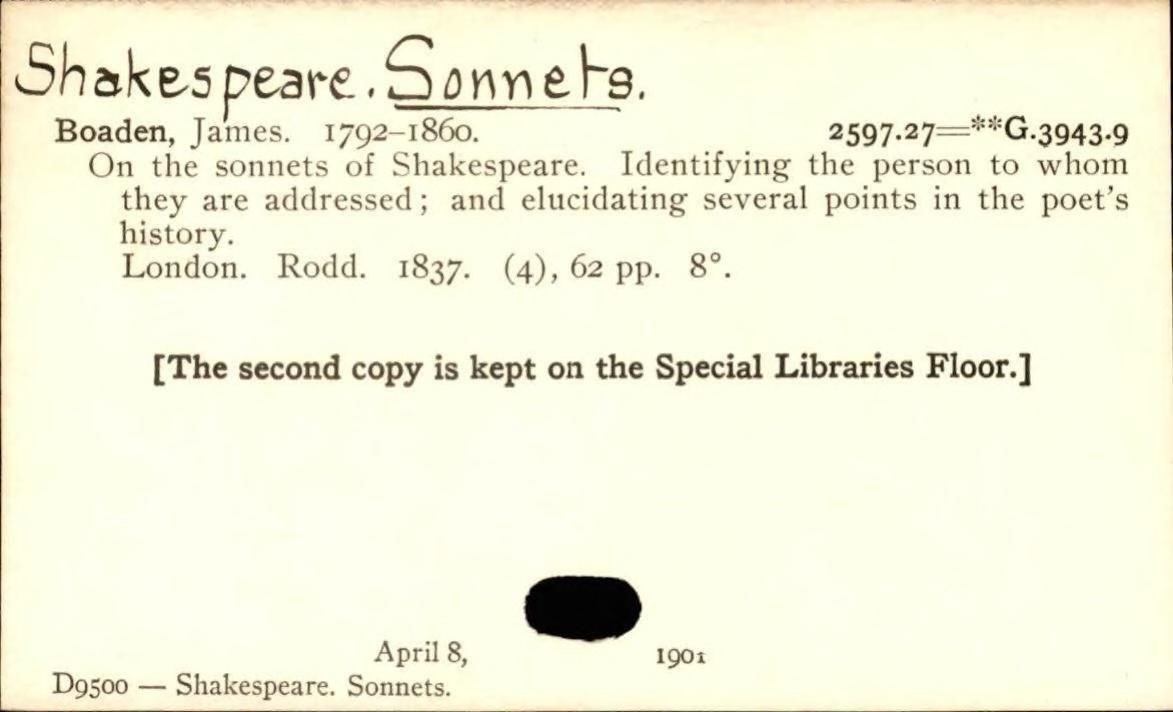 Shakespeare. Sonnets.
Boaden, James. 1792–1860. 2597.27=**G.3943.9
On the sonnets of Shakespeare. Identifying the person to whom
they are addressed; and elucidating several points in the poet's
history.
London. Rodd. 1837. (4), 62 pp. 8°.
[The second copy is kept on the Special Libraries Floor.]
April 8, 1901
D9500 — Shakespeare. Sonnets.